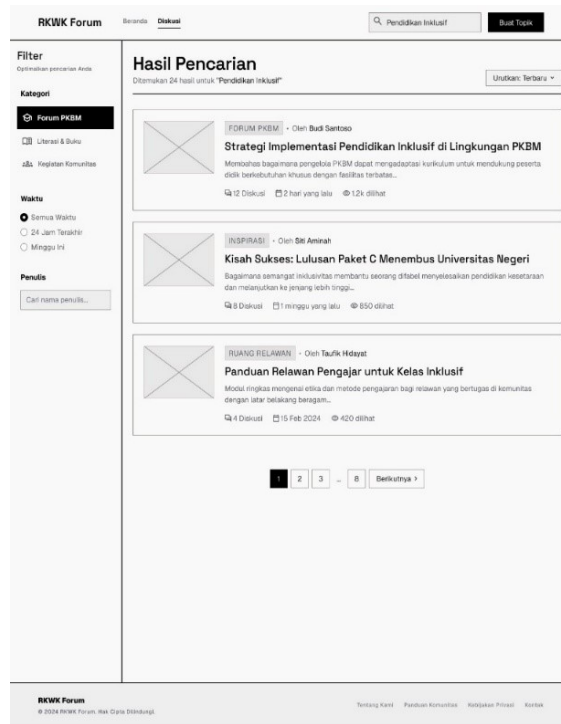 RKWK Forum
Beranda Diskusi
Pendidikan Inklusif
Buat Topik
Filter
Optimalkan pencarian Anda
Kategori
Forum PKBM
Literasi & Buku
Kegiatan Komunitas
Waktu
Semua Waktu
24 Jam Terakhir
Minggu Ini
Penulis
Cari nama penulis...
Hasil Pencarian
Ditemukan 24 hasil untuk "Pendidikan Inklusif"
Urutkan: Terbaru
FORUM PKBM • Oleh Budi Santoso
Strategi Implementasi Pendidikan Inklusif di Lingkungan PKBM
Membahas bagaimana pengelola PKBM dapat mengadaptasi kurikulum untuk mendukung peserta
didik berkebutuhan khusus dengan fasilitas terbatas...
12 Diskusi 2 hari yang lalu 1.2k dilihat
INSPIRASI • Oleh Siti Aminah
Kisah Sukses: Lulusan Paket C Menembus Universitas Negeri
Bagaimana semangat inklusivitas membantu seorang difabel menyelesaikan pendidikan kesetaraan
dan melanjutkan ke jenjang lebih tinggi...
8 Diskusi 1 minggu yang lalu 850 dilihat
RUANG RELAWAN • Oleh Taufik Hidayat
Panduan Relawan Pengajar untuk Kelas Inklusif
Modul ringkas mengenai etika dan metode pengajaran bagi relawan yang bertugas di komunitas
dengan latar belakang beragam...
4 Diskusi 15 Feb 2024 420 dilihat
1 2 3 ... 8 Berikutnya >
RKWK Forum
© 2024 RKWK Forum. Hak Cipta Dilindungi.
Tentang Kami Panduan Komunitas Kebijakan Privasi Kontak